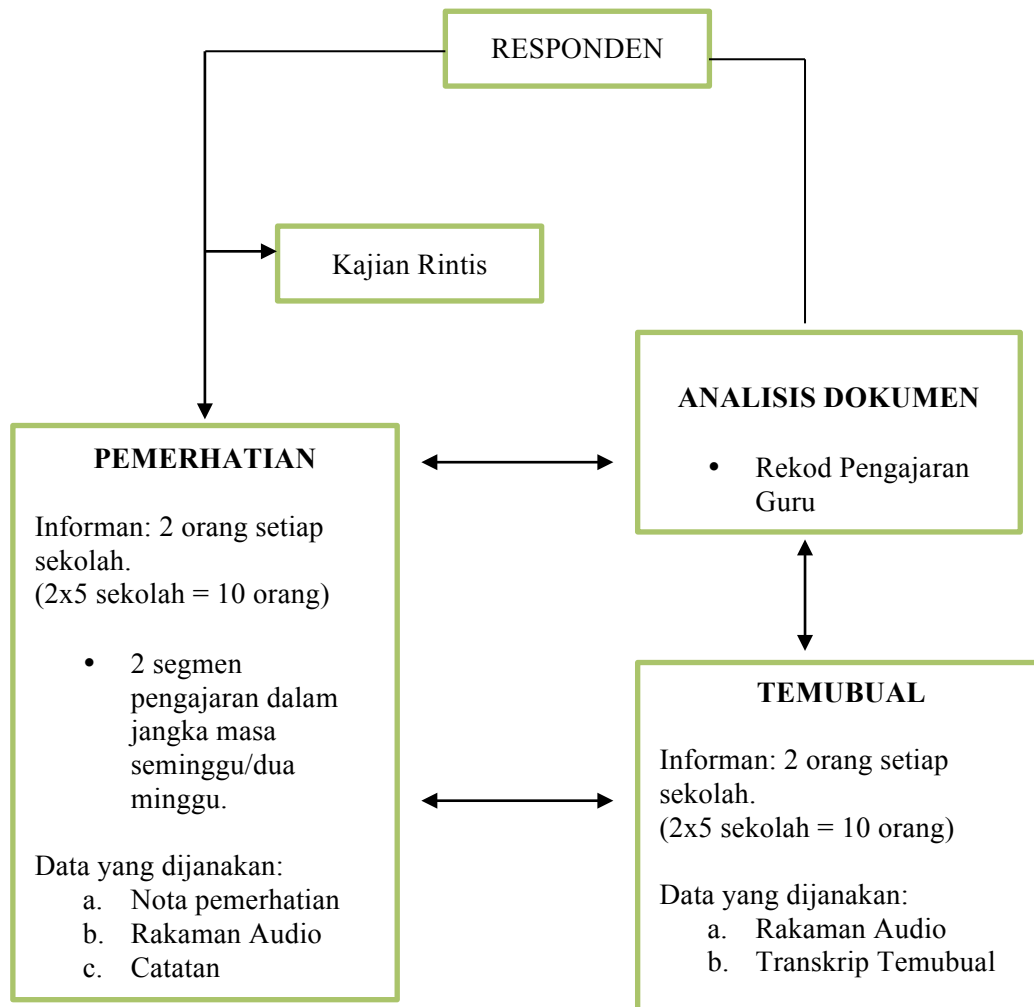 RESPONDEN
Kajian Rintis
ANALISIS DOKUMEN
• Rekod Pengajaran
Guru
PEMERHATIAN
Informan: 2 orang setiap
sekolah.
(2x5 sekolah = 10 orang)
• 2 segmen
pengajaran dalam
jangka masa
seminggu/dua
minggu.
Data yang dijanakan:
a. Nota pemerhatian
b. Rakaman Audio
c. Catatan
TEMUBUAL
Informan: 2 orang setiap
sekolah.
(2x5 sekolah = 10 orang)
Data yang dijanakan:
a. Rakaman Audio
b. Transkrip Temubual